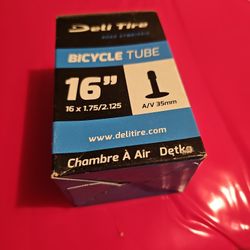 Deli Tire
BICYCLE TUBE
16”
16 x 1.75/2.125
A/V 35mm
www.delitire.com
Chambre À Air Dętka